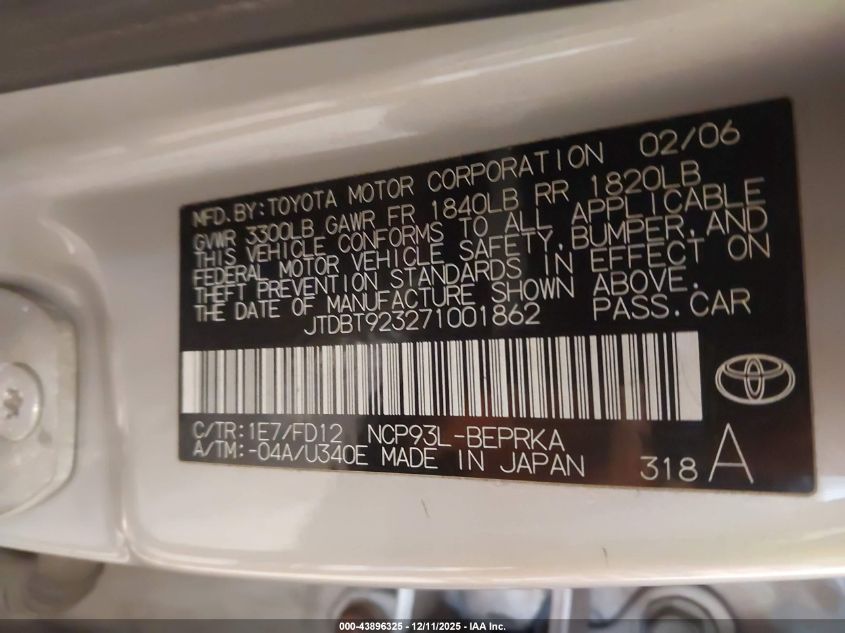 MFD.BY:TOYOTA MOTOR CORPORATION 02/06
GVWR 3300LB GAWR FR 1840LB RR 1820LB
THIS VEHICLE CONFORMS TO ALL APPLICABLE
FEDERAL MOTOR VEHICLE SAFETY,BUMPER,AND
THEFT PREVENTION STANDARDS IN EFFECT ON
THE DATE OF MANUFACTURE SHOWN ABOVE.
JTDBT923271001862 PASS.CAR
C/TR:1E7/FD12 NCP93L-BEPRKA
A/TM:-04A/U340E MADE IN JAPAN 318 A
000-43896325 - 12/11/2025 - IAA Inc.